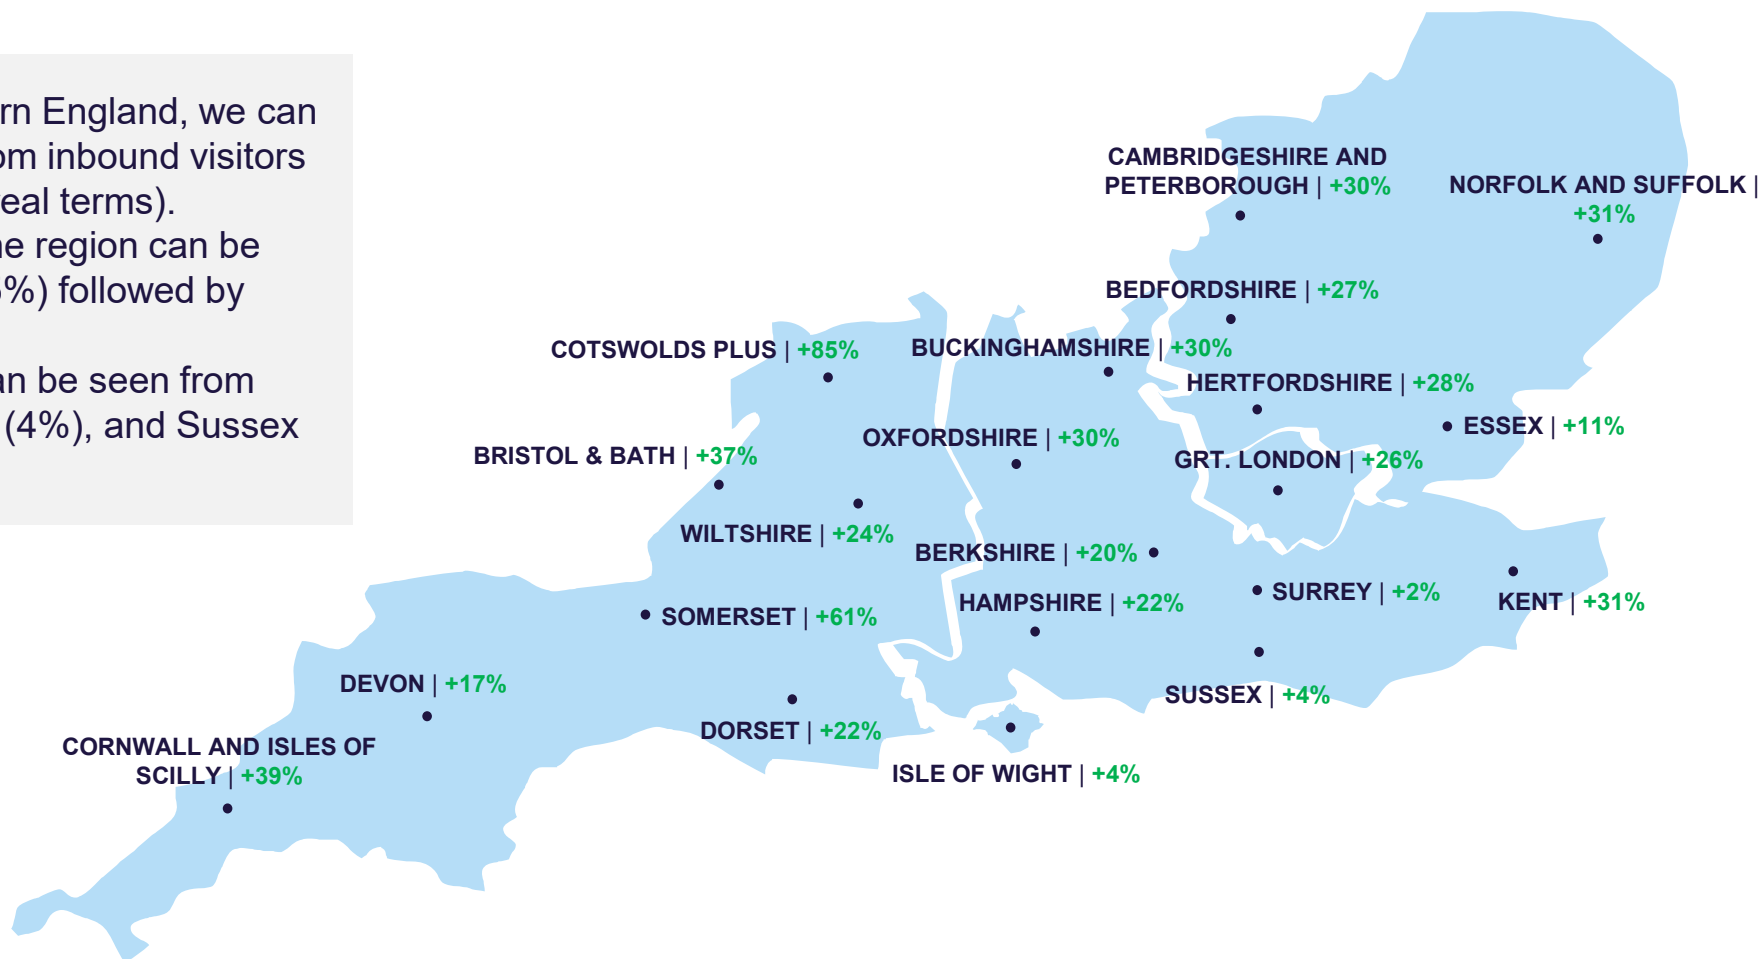 rn England, we can
om inbound visitors
real terms).
ne region can be
%) followed by
an be seen from
(4%), and Sussex
CAMBRIDGESHIRE AND
PETERBOROUGH | +30%
NORFOLK AND SUFFOLK |
+31%
BEDFORDSHIRE | +27%
COTSWOLDS PLUS | +85%
BUCKINGHAMSHIRE | +30%
HERTFORDSHIRE | +28%
ESSEX | +11%
OXFORDSHIRE | +30%
BRISTOL & BATH | +37%
GRT. LONDON | +26%
WILTSHIRE | +24%
BERKSHIRE | +20%
SURREY | +2%
KENT | +31%
HAMPSHIRE | +22%
SOMERSET | +61%
DEVON | +17%
SUSSEX | +4%
DORSET | +22%
CORNWALL AND ISLES OF
SCILLY | +39%
ISLE OF WIGHT | +4%